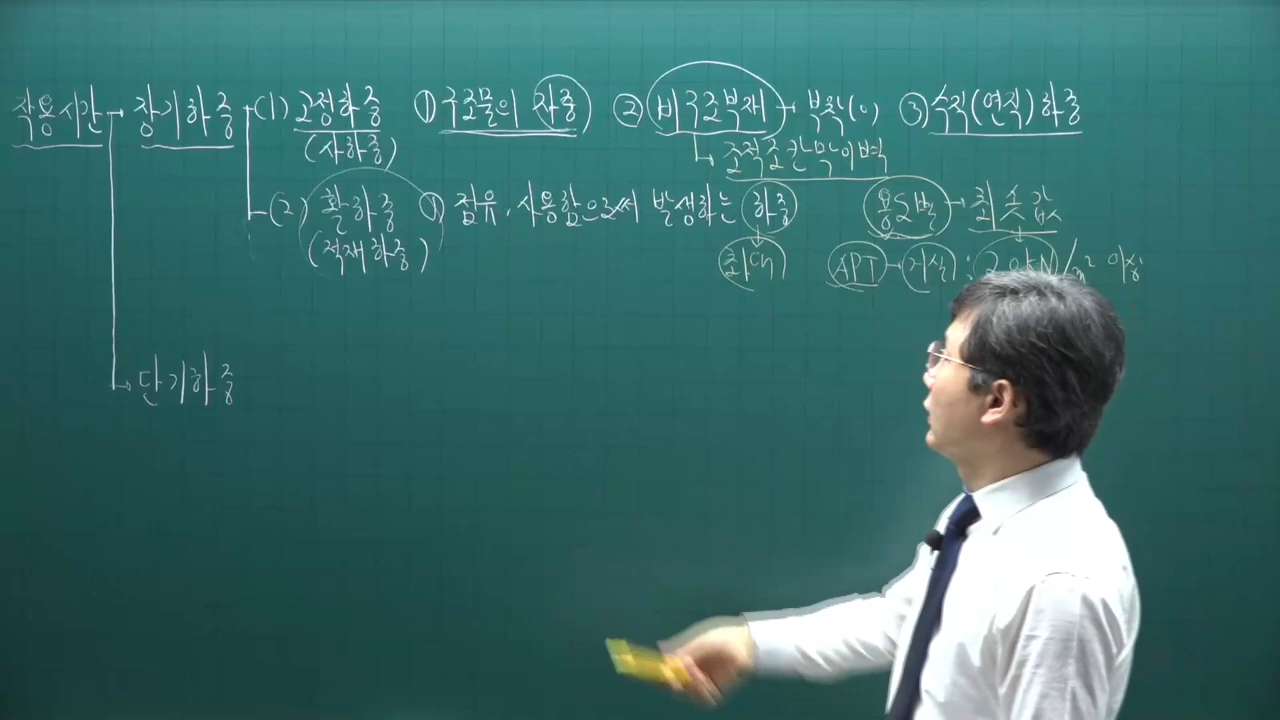 작용시간 → 장기하중 (1) 고정하중 ① 구조물의 자중 ② 비구조부재 → 부착(o) ③ 수직(연직)하중
(사하중) → 조적조 칸막이벽
(2) 활하중 ① 점유, 사용함으로써 발생하는 하중 용도별 → 최솟값
(적재하중) 최대 APT - 거실 : 2.0kN/m² 이상
→ 단기하중